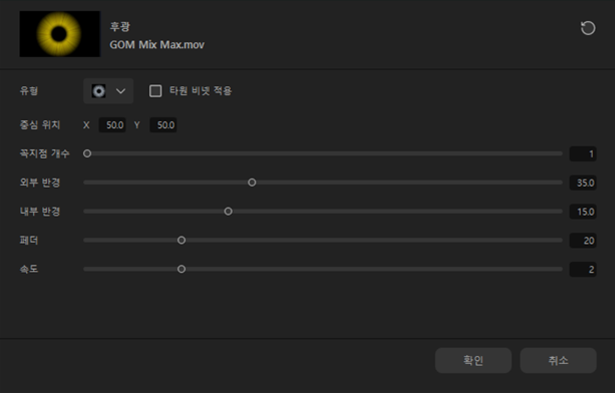 후광
GOM Mix Max.mov
유형 타원 비넷 적용
중심 위치 X 50.0 Y 50.0
꼭지점 개수 1
외부 반경 35.0
내부 반경 15.0
페더 20
속도 2
확인 취소